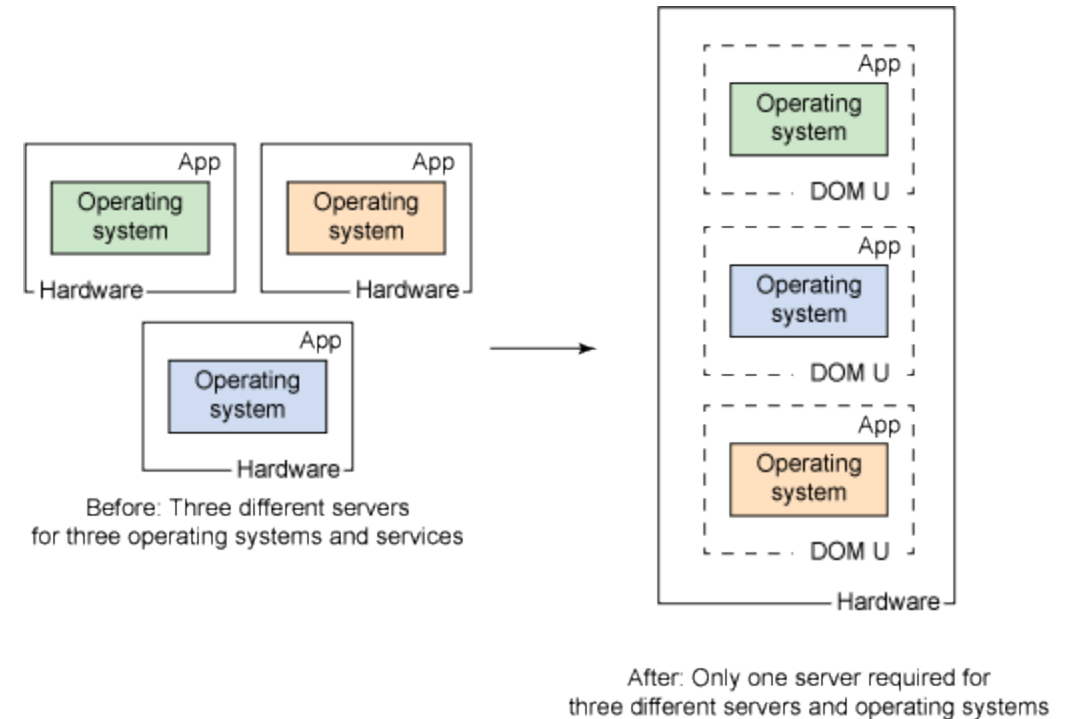 App
Operating
system
Hardware
App
Operating
system
Hardware
App
Operating
system
Hardware
Before: Three different servers
for three operating systems and services
App
Operating
system
DOM U
App
Operating
system
DOM U
App
Operating
system
DOM U
Hardware
After: Only one server required for
three different servers and operating systems